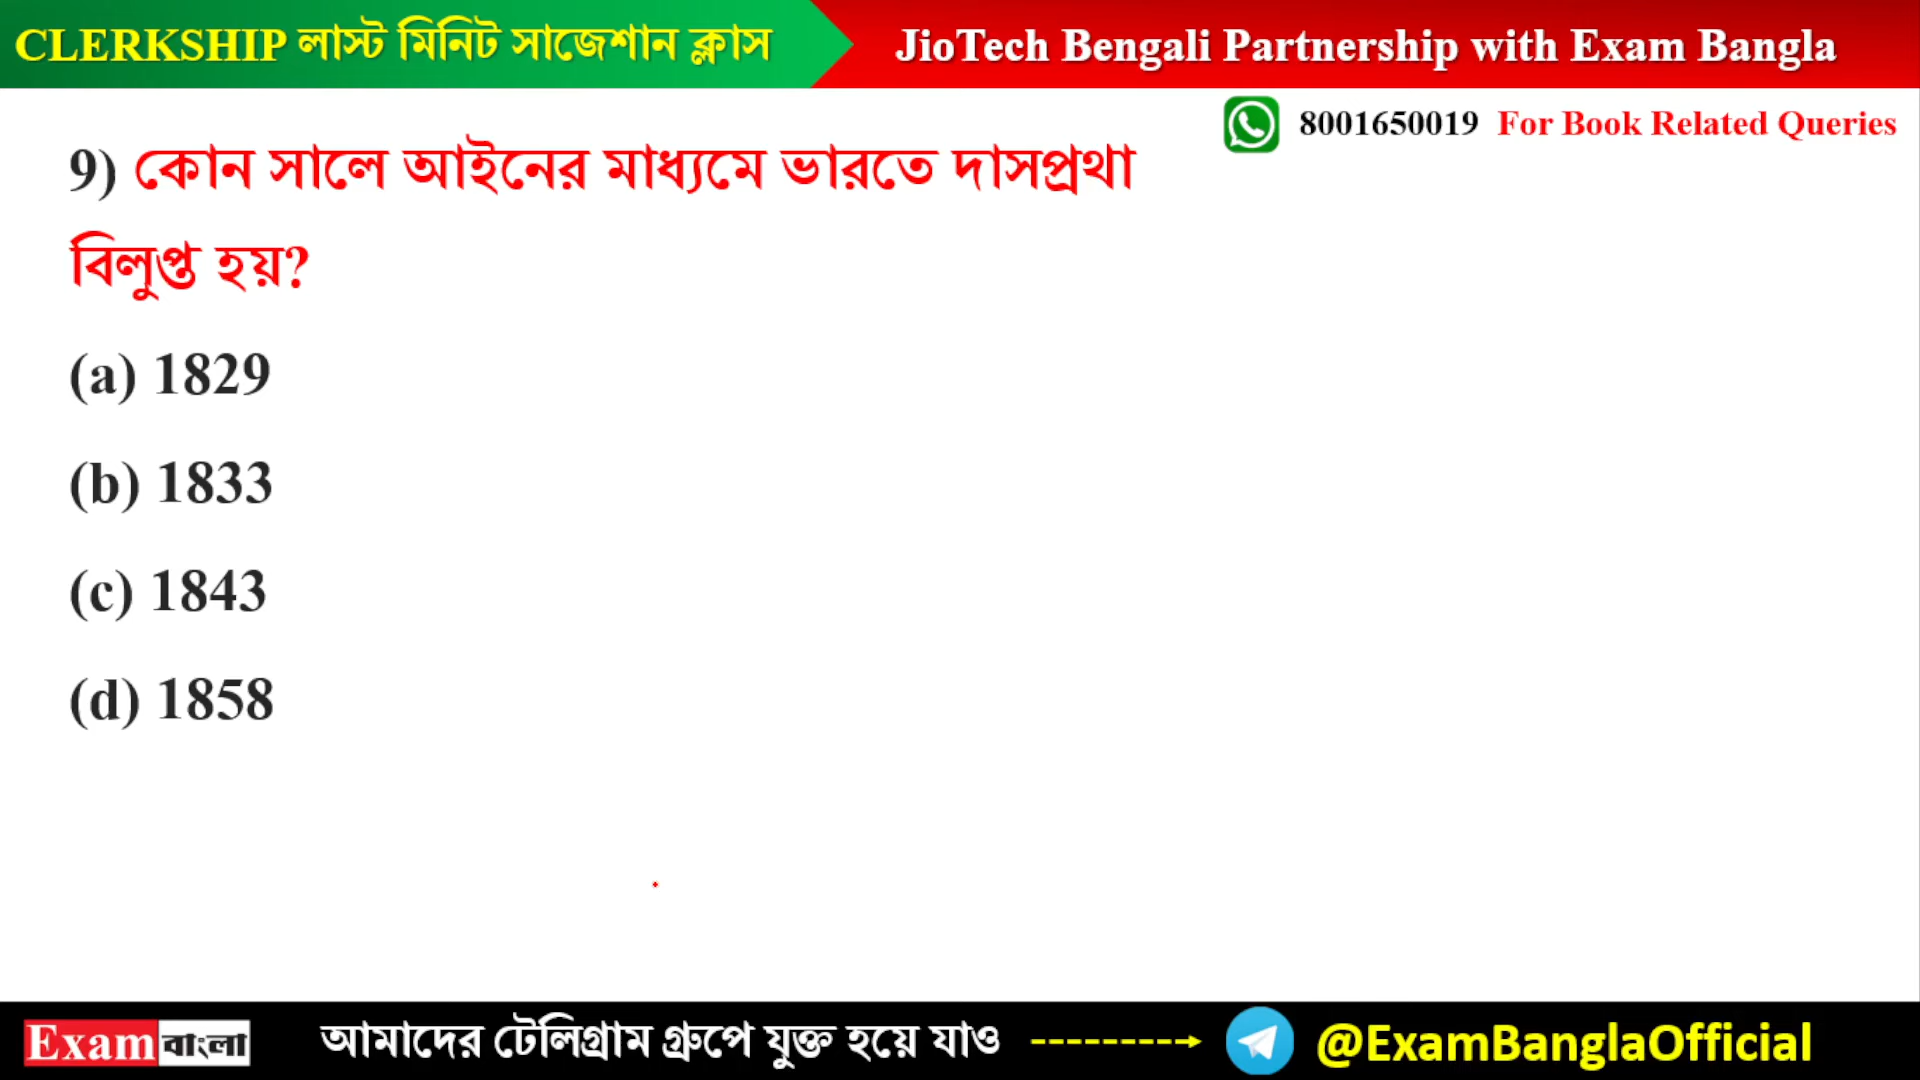 CLERKSHIP লাস্ট মিনিট সাজেশান ক্লাস
JioTech Bengali Partnership with Exam Bangla
8001650019 For Book Related Queries
9) কোন সালে আইনের মাধ্যমে ভারতে দাসপ্রথা
বিলুপ্ত হয়?
(a) 1829
(b) 1833
(c) 1843
(d) 1858
Exam বাংলা
আমাদের টেলিগ্রাম গ্রুপে যুক্ত হয়ে যাও
@ExamBanglaOfficial